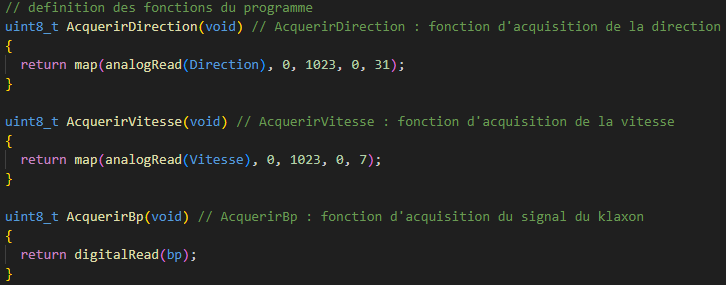 // definition des fonctions du programme
uint8_t AcquerirDirection(void) // AcquerirDirection : fonction d'acquisition de la direction
{
  return map(analogRead(Direction), 0, 1023, 0, 31);
}

uint8_t AcquerirVitesse(void) // AcquerirVitesse : fonction d'acquisition de la vitesse
{
  return map(analogRead(Vitesse), 0, 1023, 0, 7);
}

uint8_t AcquerirBp(void) // AcquerirBp : fonction d'acquisition du signal du klaxon
{
  return digitalRead(bp);
}